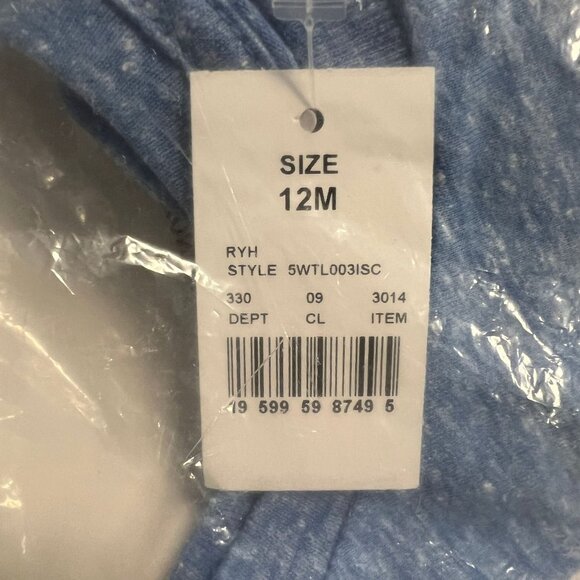 SIZE
12M
RYH
STYLE 5WTL003ISC
330 09 3014
DEPT CL ITEM
19 599 59 8749 5